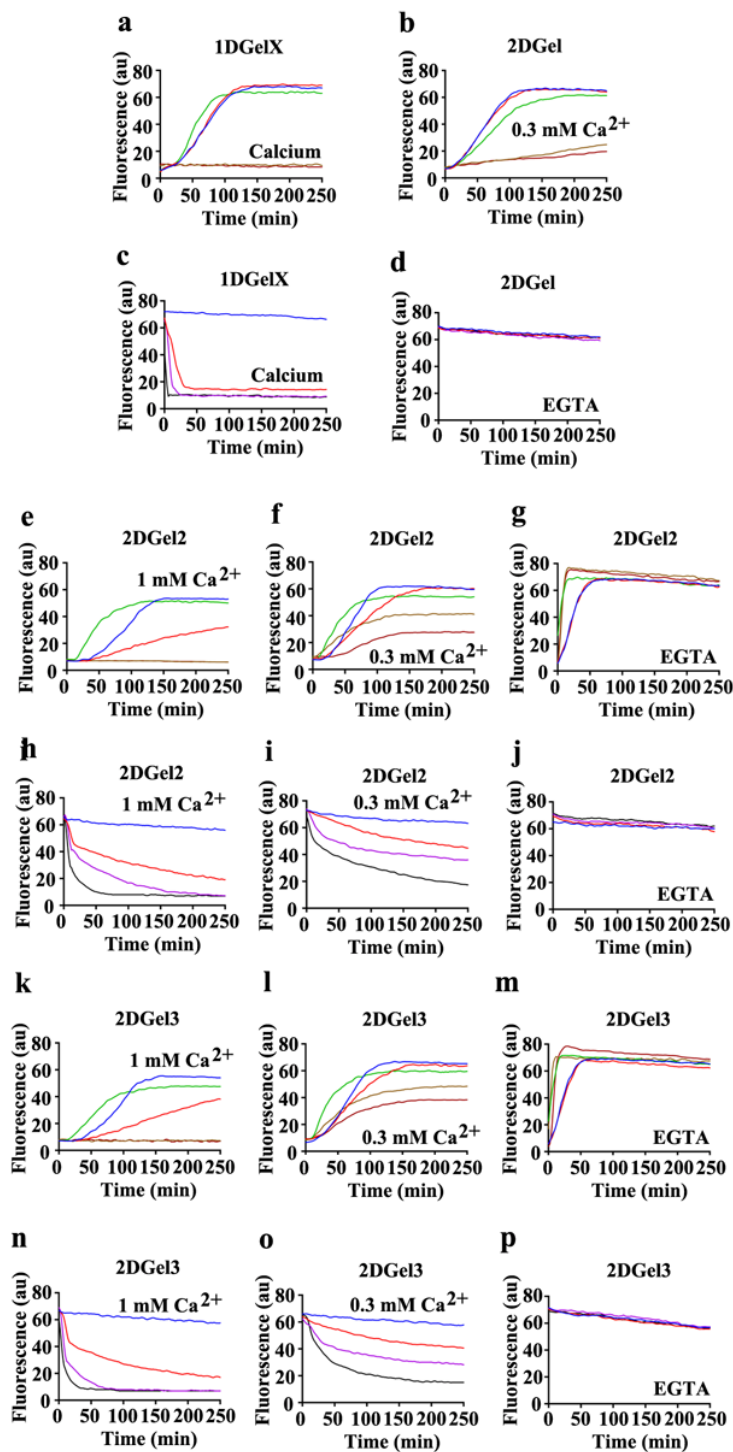 a
1DGelX
Fluorescence (au)
80
60
40
20
0
Calcium
0 50 100 150 200 250
Time (min)
b
2DGel
Fluorescence (au)
80
60
40
20
0
0.3 mM Ca2+
0 50 100 150 200 250
Time (min)
c
1DGelX
Fluorescence (au)
80
60
40
20
0
Calcium
0 50 100 150 200 250
Time (min)
d
2DGel
Fluorescence (au)
80
60
40
20
0
EGTA
0 50 100 150 200 250
Time (min)
e
2DGel2
Fluorescence (au)
80
60
40
20
0
1 mM Ca2+
0 50 100 150 200 250
Time (min)
f
2DGel2
Fluorescence (au)
80
60
40
20
0
0.3 mM Ca2+
0 50 100 150 200 250
Time (min)
g
2DGel2
Fluorescence (au)
80
60
40
20
0
EGTA
0 50 100 150 200 250
Time (min)
h
2DGel2
Fluorescence (au)
80
60
40
20
0
1 mM Ca2+
0 50 100 150 200 250
Time (min)
i
2DGel2
Fluorescence (au)
80
60
40
20
0
0.3 mM Ca2+
0 50 100 150 200 250
Time (min)
j
2DGel2
Fluorescence (au)
80
60
40
20
0
EGTA
0 50 100 150 200 250
Time (min)
k
2DGel3
Fluorescence (au)
80
60
40
20
0
1 mM Ca2+
0 50 100 150 200 250
Time (min)
l
2DGel3
Fluorescence (au)
80
60
40
20
0
0.3 mM Ca2+
0 50 100 150 200 250
Time (min)
m
2DGel3
Fluorescence (au)
80
60
40
20
0
EGTA
0 50 100 150 200 250
Time (min)
n
2DGel3
Fluorescence (au)
80
60
40
20
0
1 mM Ca2+
0 50 100 150 200 250
Time (min)
o
2DGel3
Fluorescence (au)
80
60
40
20
0
0.3 mM Ca2+
0 50 100 150 200 250
Time (min)
p
2DGel3
Fluorescence (au)
80
60
40
20
0
EGTA
0 50 100 150 200 250
Time (min)